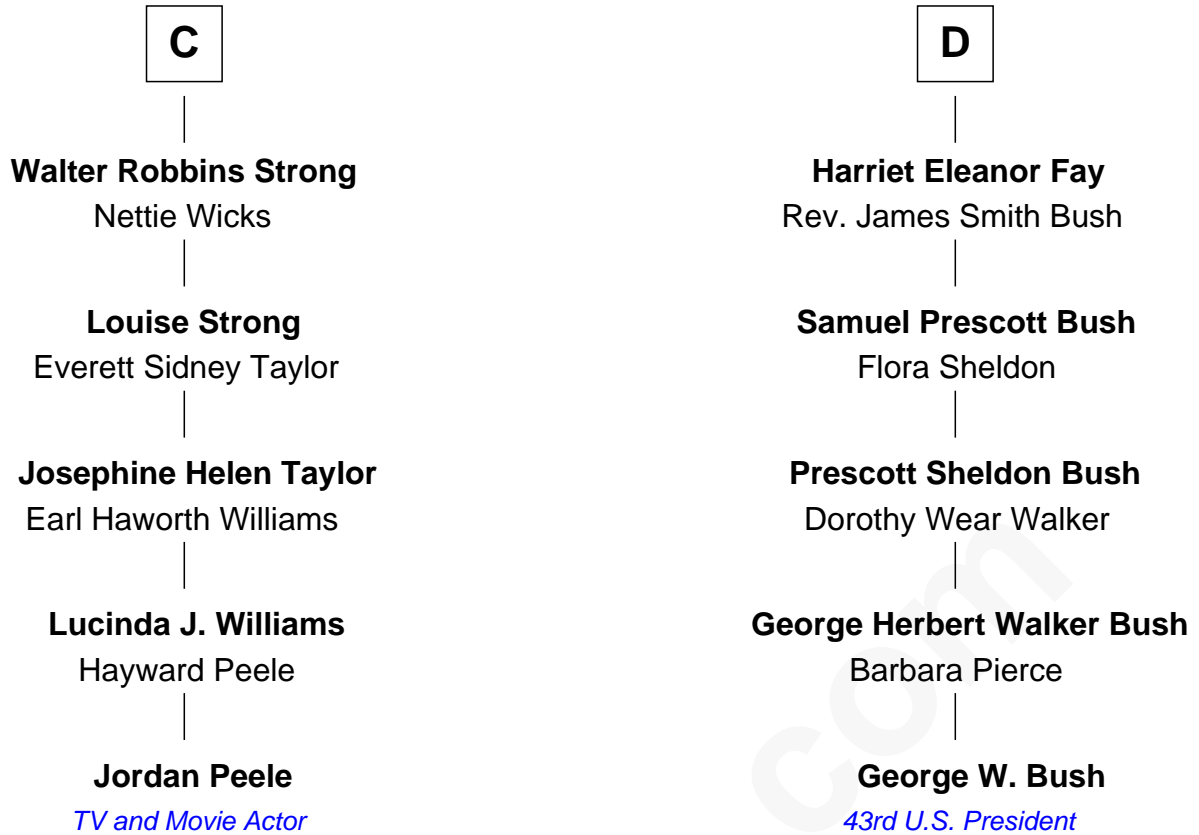 C
Walter Robbins Strong
Nettie Wicks
Louise Strong
Everett Sidney Taylor
Josephine Helen Taylor
Earl Haworth Williams
Lucinda J. Williams
Hayward Peele
Jordan Peele
TV and Movie Actor
D
Harriet Eleanor Fay
Rev. James Smith Bush
Samuel Prescott Bush
Flora Sheldon
Prescott Sheldon Bush
Dorothy Wear Walker
George Herbert Walker Bush
Barbara Pierce
George W. Bush
43rd U.S. President
com